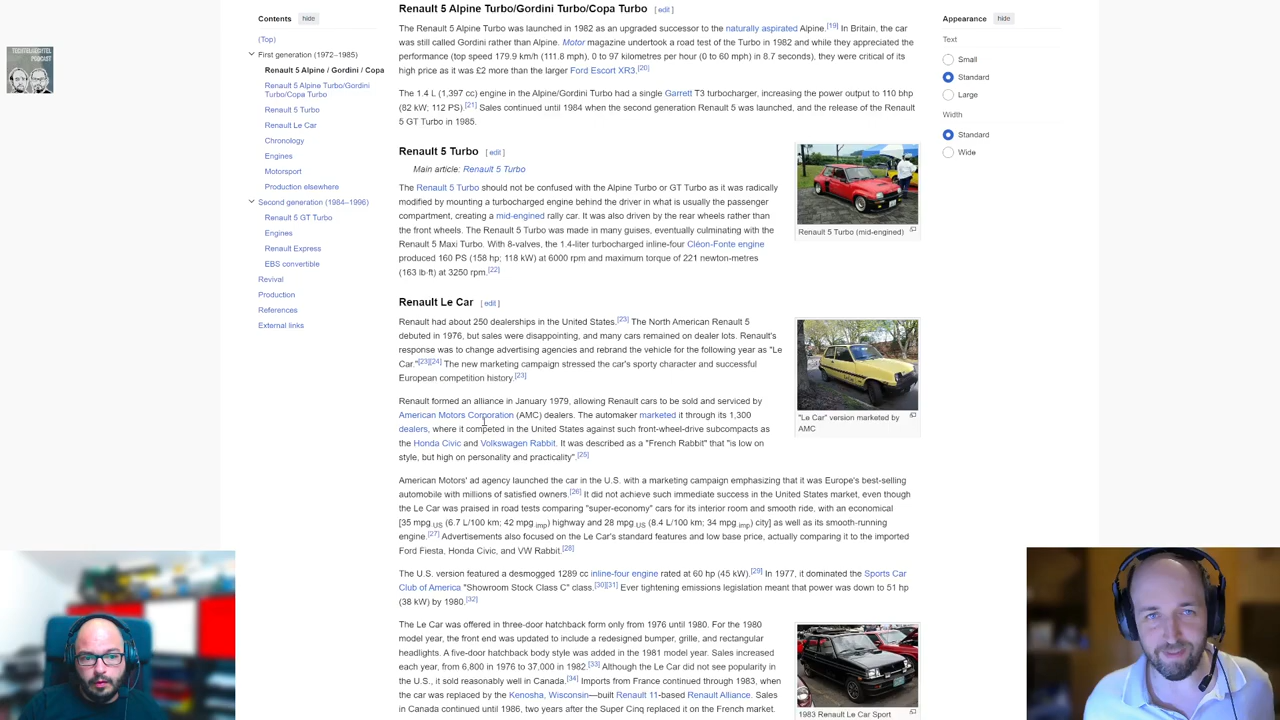 Contents hide
(Top)
First generation (1972–1985)
Renault 5 Alpine / Gordini / Copa
Renault 5 Alpine Turbo/Gordini
Turbo/Copa Turbo
Renault 5 Turbo
Renault Le Car
Chronology
Engines
Motorsport
Production elsewhere
Second generation (1984–1996)
Renault 5 GT Turbo
Engines
Renault Express
EBS convertible
Revival
Production
References
External links
Renault 5 Alpine Turbo/Gordini Turbo/Copa Turbo [ edit ]
The Renault 5 Alpine Turbo was launched in 1982 as an upgraded successor to the naturally aspirated Alpine.[19] In Britain, the car
was still called Gordini rather than Alpine. Motor magazine undertook a road test of the Turbo in 1982 and while they appreciated the
performance (top speed 179.9 km/h (111.8 mph), 0 to 97 kilometres per hour (0 to 60 mph) in 8.7 seconds), they were critical of its
high price as it was £2 more than the larger Ford Escort XR3.[20]
The 1.4 L (1,397 cc) engine in the Alpine/Gordini Turbo had a single Garrett T3 turbocharger, increasing the power output to 110 bhp
(82 kW; 112 PS).[21] Sales continued until 1984 when the second generation Renault 5 was launched, and the release of the Renault
5 GT Turbo in 1985.
Renault 5 Turbo [ edit ]
Main article: Renault 5 Turbo
The Renault 5 Turbo should not be confused with the Alpine Turbo or GT Turbo as it was radically
modified by mounting a turbocharged engine behind the driver in what is usually the passenger
compartment, creating a mid-engined rally car. It was also driven by the rear wheels rather than
the front wheels. The Renault 5 Turbo was made in many guises, eventually culminating with the
Renault 5 Maxi Turbo. With 8-valves, the 1.4-liter turbocharged inline-four Cléon-Fonte engine
produced 160 PS (158 hp; 118 kW) at 6000 rpm and maximum torque of 221 newton-metres
(163 lb·ft) at 3250 rpm.[22]
Renault 5 Turbo (mid-engined)
Renault Le Car [ edit ]
Renault had about 250 dealerships in the United States.[23] The North American Renault 5
debuted in 1976, but sales were disappointing, and many cars remained on dealer lots. Renault's
response was to change advertising agencies and rebrand the vehicle for the following year as "Le
Car."[23][24] The new marketing campaign stressed the car's sporty character and successful
European competition history.[23]
Renault formed an alliance in January 1979, allowing Renault cars to be sold and serviced by
American Motors Corporation (AMC) dealers. The automaker marketed it through its 1,300
dealers, where it competed in the United States against such front-wheel-drive subcompacts as
the Honda Civic and Volkswagen Rabbit. It was described as a "French Rabbit" that "is low on
style, but high on personality and practicality".[25]
"Le Car" version marketed by
AMC
American Motors' ad agency launched the car in the U.S. with a marketing campaign emphasizing that it was Europe's best-selling
automobile with millions of satisfied owners.[26] It did not achieve such immediate success in the United States market, even though
the Le Car was praised in road tests comparing "super-economy" cars for its interior room and smooth ride, with an economical
[35 mpg US (6.7 L/100 km; 42 mpg imp) highway and 28 mpg US (8.4 L/100 km; 34 mpg imp) city] as well as its smooth-running
engine.[27] Advertisements also focused on the Le Car's standard features and low base price, actually comparing it to the imported
Ford Fiesta, Honda Civic, and VW Rabbit.[28]
The U.S. version featured a desmogged 1289 cc inline-four engine rated at 60 hp (45 kW).[29] In 1977, it dominated the Sports Car
Club of America "Showroom Stock Class C" class.[30][31] Ever tightening emissions legislation meant that power was down to 51 hp
(38 kW) by 1980.[32]
The Le Car was offered in three-door hatchback form only from 1976 until 1980. For the 1980
model year, the front end was updated to include a redesigned bumper, grille, and rectangular
headlights. A five-door hatchback body style was added in the 1981 model year. Sales increased
each year, from 6,800 in 1976 to 37,000 in 1982.[33] Although the Le Car did not see popularity in
the U.S., it sold reasonably well in Canada.[34] Imports from France continued through 1983, when
the car was replaced by the Kenosha, Wisconsin—built Renault 11-based Renault Alliance. Sales
in Canada continued until 1986, two years after the Super Cinq replaced it on the French market.
1983 Renault Le Car Sport
Appearance hide
Text
Small
Standard
Large
Width
Standard
Wide